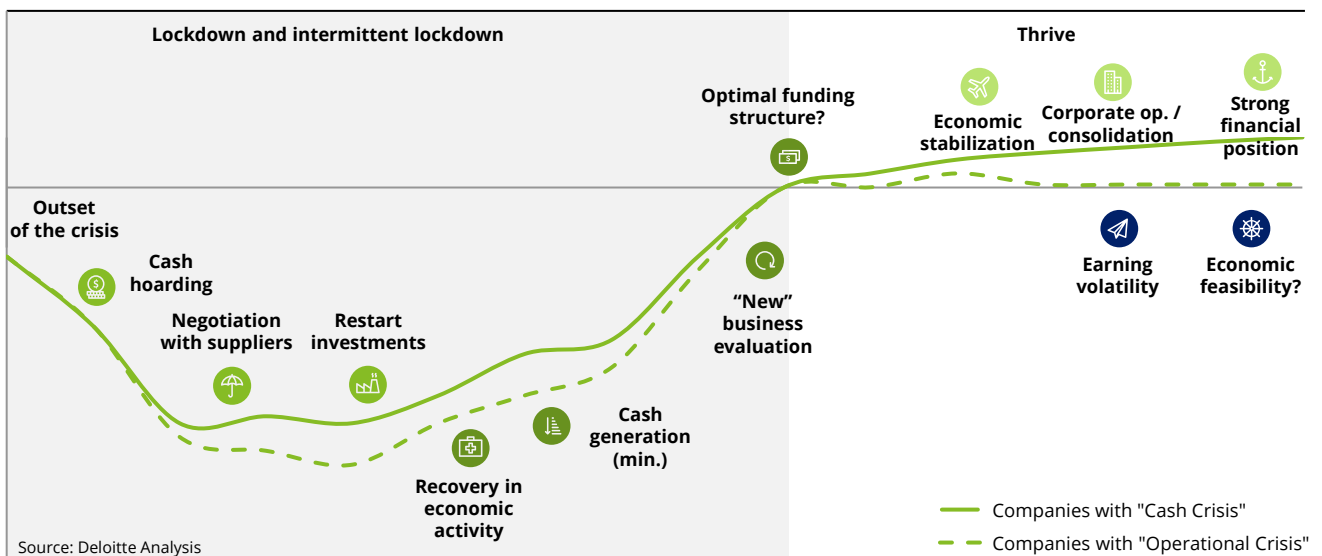 Lockdown and intermittent lockdown
Thrive
Optimal funding
structure?
Economic
stabilization
Corporate op. /
consolidation
Strong
financial
position
Outset
of the crisis
Cash
hoarding
Negotiation
with suppliers
Restart
investments
“New”
business
evaluation
Earning
volatility
Economic
feasibility?
Cash
generation
(min.)
Recovery in
economic
activity
Companies with "Cash Crisis"
Companies with "Operational Crisis"
Source: Deloitte Analysis